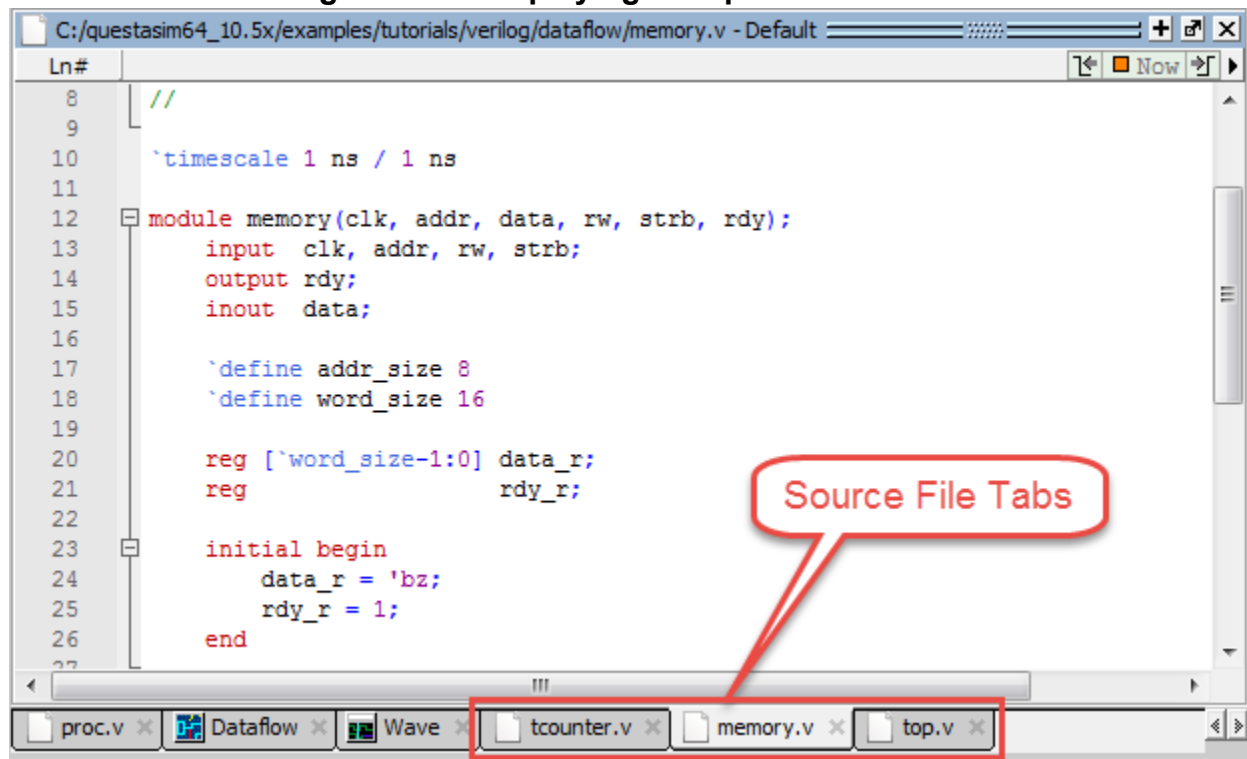 C:/questasim64_10.5x/examples/tutorials/verilog/dataflow/memory.v - Default
Ln# Now
8 //
9
10 `timescale 1 ns / 1 ns
11
12 module memory(clk, addr, data, rw, strb, rdy);
13 input  clk, addr, rw, strb;
14 output rdy;
15 inout  data;
16
17 `define addr_size 8
18 `define word_size 16
19
20 reg [`word_size-1:0] data_r;
21 reg                  rdy_r;
22
23 initial begin
24 data_r = 'bz;
25 rdy_r = 1;
26 end
27
Source File Tabs
proc.v Dataflow Wave tcounter.v memory.v top.v